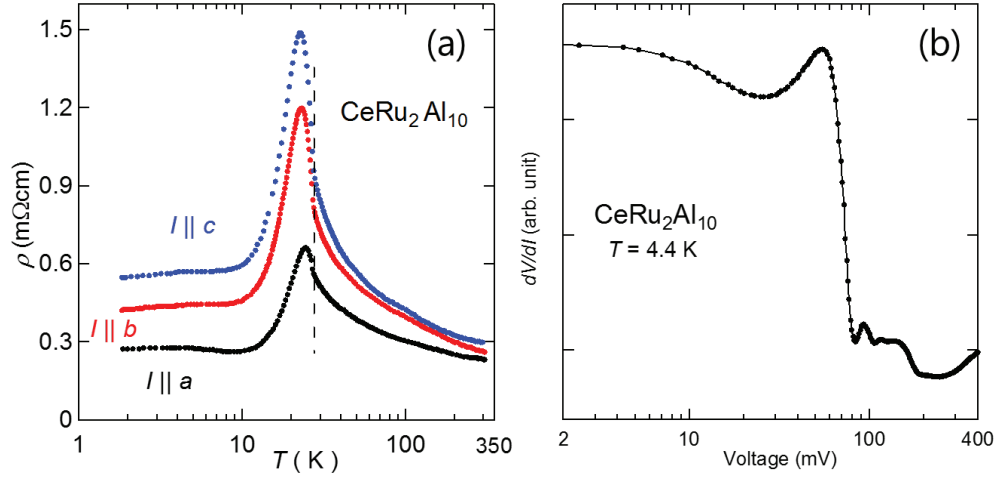 (a)
CeRu2Al10
I || c
I || b
I || a
ρ (mΩcm)
1.5
1.2
0.9
0.6
0.3
0
1 10 100 350
T ( K )
(b)
CeRu2Al10
T = 4.4 K
dV/dI (arb. unit)
2 10 100 400
Voltage (mV)